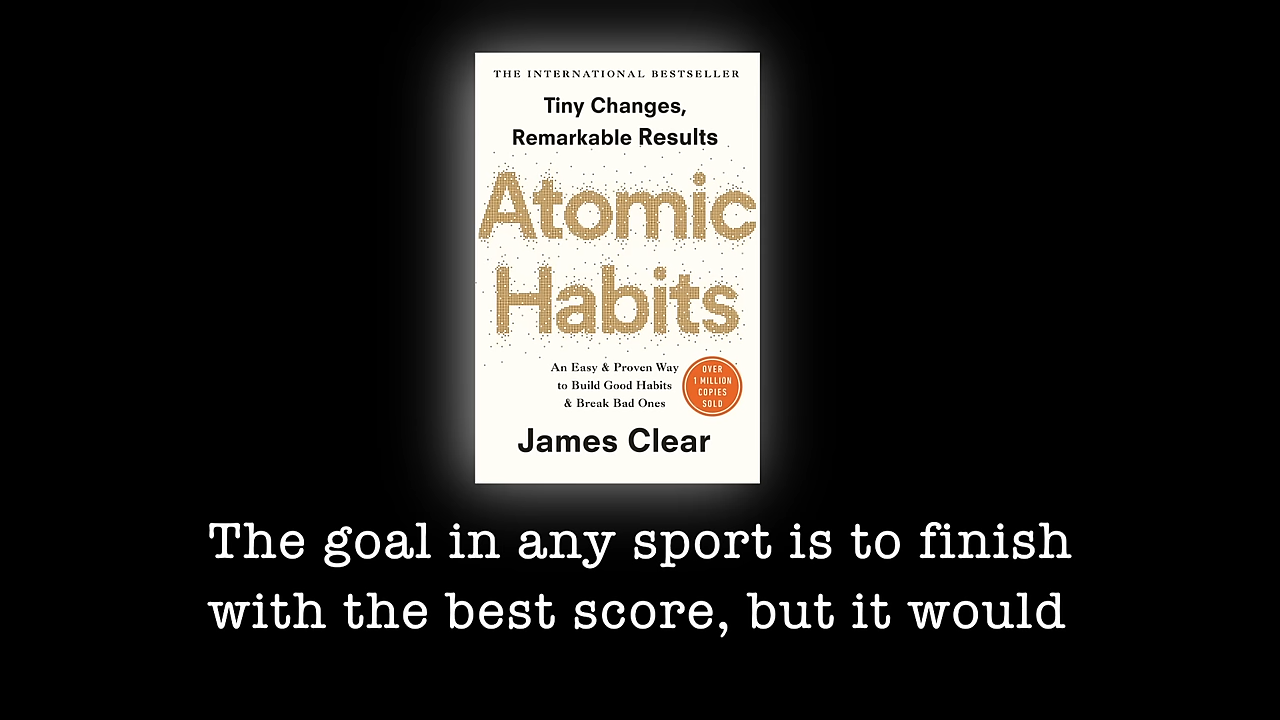 THE INTERNATIONAL BESTSELLER
Tiny Changes,
Remarkable Results
Atomic
Habits
An Easy & Proven Way
to Build Good Habits
& Break Bad Ones
OVER
1 MILLION
COPIES
SOLD
James Clear
The goal in any sport is to finish
with the best score, but it would